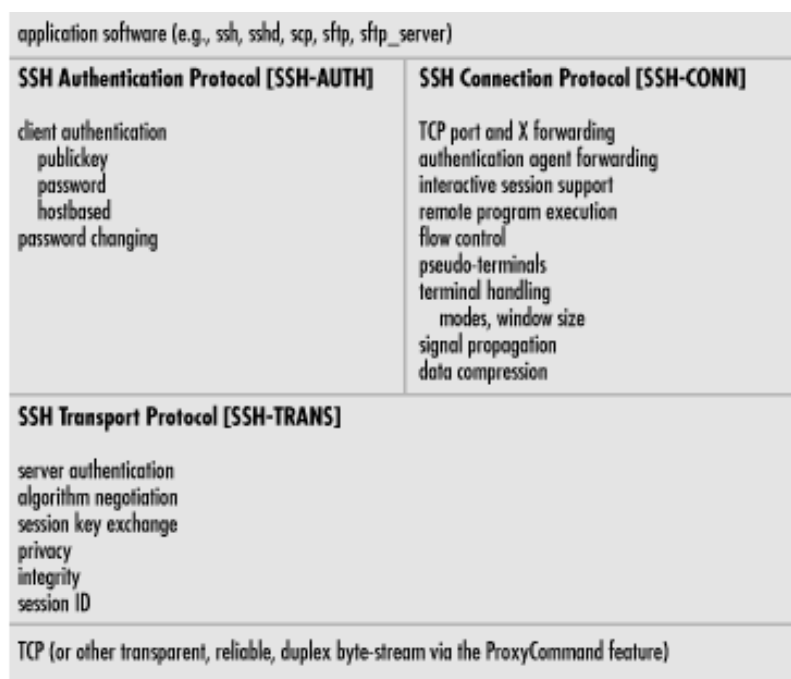 application software (e.g., ssh, sshd, scp, sftp, sftp_server)
SSH Authentication Protocol [SSH-AUTH]
client authentication
publickey
password
hostbased
password changing
SSH Connection Protocol [SSH-CONN]
TCP port and X forwarding
authentication agent forwarding
interactive session support
remote program execution
flow control
pseudo-terminals
terminal handling
modes, window size
signal propagation
data compression
SSH Transport Protocol [SSH-TRANS]
server authentication
algorithm negotiation
session key exchange
privacy
integrity
session ID
TCP (or other transparent, reliable, duplex byte-stream via the ProxyCommand feature)